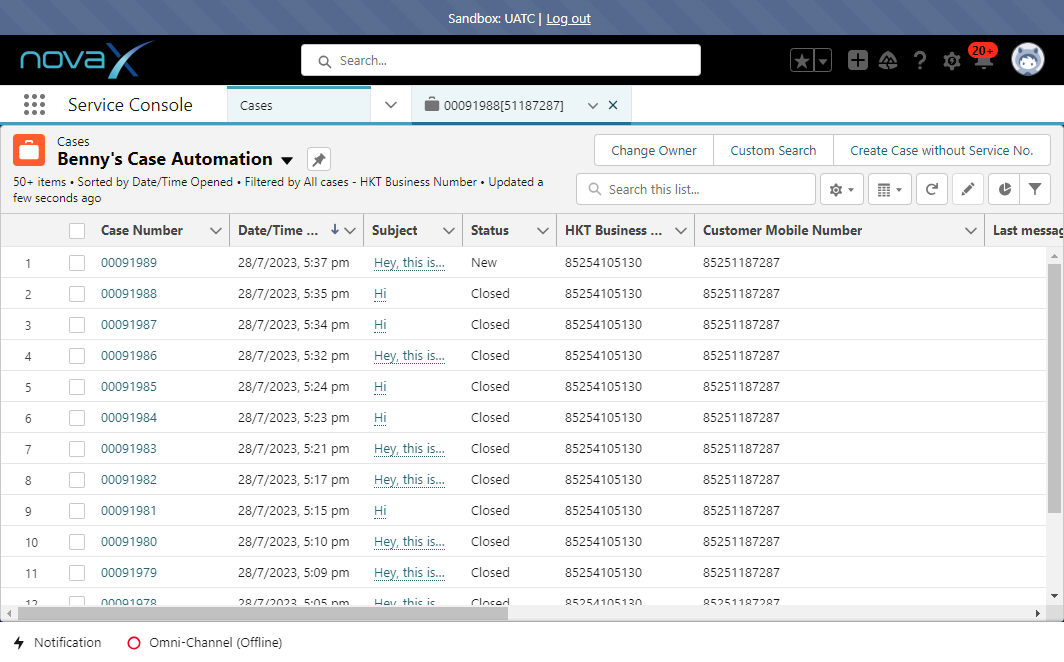 Sandbox: UATC | Log out
novaX
Search...
20+
Service Console
Cases
00091988[51187287]
Cases
Benny's Case Automation
50+ items • Sorted by Date/Time Opened • Filtered by All cases - HKT Business Number • Updated a
few seconds ago
Change Owner
Custom Search
Create Case without Service No.
Search this list...
Case Number Date/Time ... Subject Status HKT Business ... Customer Mobile Number Last messag
1 00091989 28/7/2023, 5:37 pm Hey, this is... New 85254105130 85251187287
2 00091988 28/7/2023, 5:35 pm Hi Closed 85254105130 85251187287
3 00091987 28/7/2023, 5:34 pm Hi Closed 85254105130 85251187287
4 00091986 28/7/2023, 5:32 pm Hey, this is... Closed 85254105130 85251187287
5 00091985 28/7/2023, 5:24 pm Hi Closed 85254105130 85251187287
6 00091984 28/7/2023, 5:23 pm Hi Closed 85254105130 85251187287
7 00091983 28/7/2023, 5:21 pm Hey, this is... Closed 85254105130 85251187287
8 00091982 28/7/2023, 5:17 pm Hey, this is... Closed 85254105130 85251187287
9 00091981 28/7/2023, 5:15 pm Hi Closed 85254105130 85251187287
10 00091980 28/7/2023, 5:10 pm Hey, this is... Closed 85254105130 85251187287
11 00091979 28/7/2023, 5:09 pm Hey, this is... Closed 85254105130 85251187287
12 00091978 28/7/2023, 5:05 pm Hey, this is Closed 85254105130 85251187287
Notification
Omni-Channel (Offline)